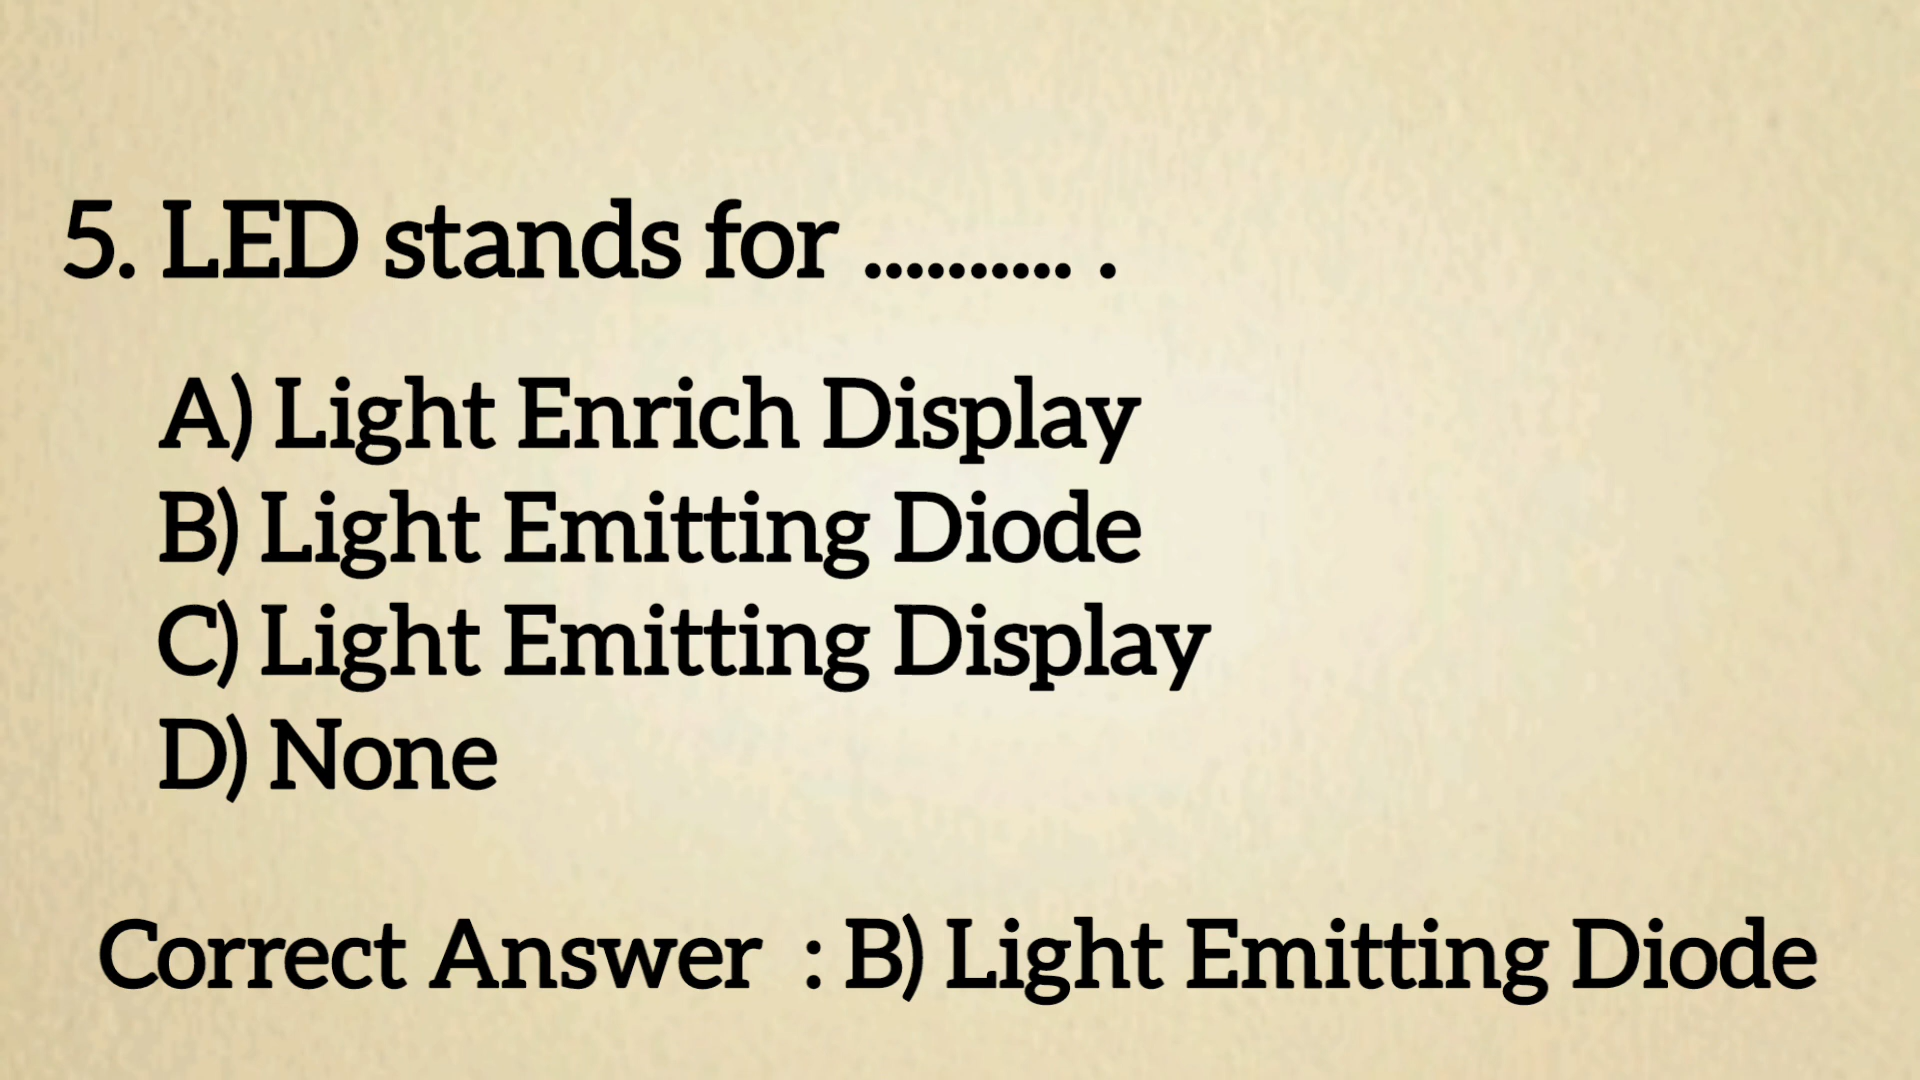 5. LED stands for .......... .
A) Light Enrich Display
B) Light Emitting Diode
C) Light Emitting Display
D) None
Correct Answer : B) Light Emitting Diode